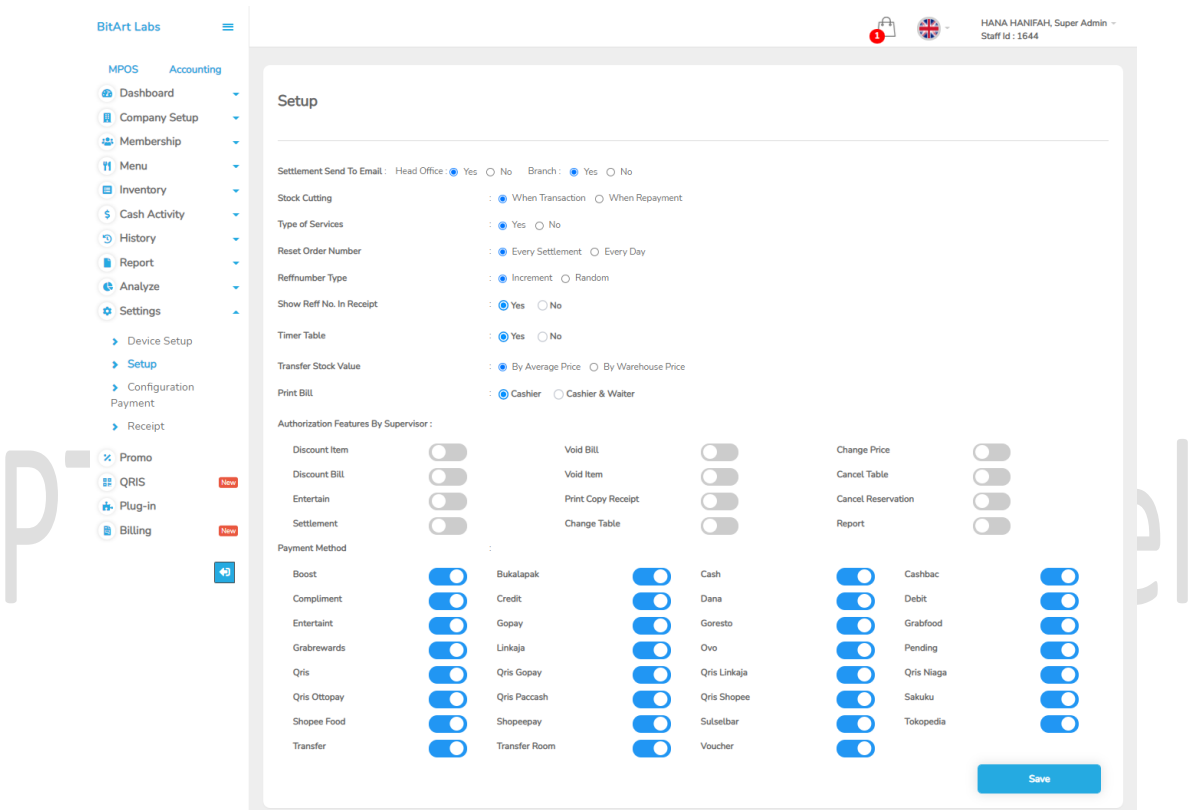 BitArt Labs
1
HANA HANIFAH, Super Admin
Staff Id : 1644
MPOS Accounting
Dashboard
Company Setup
Membership
Menu
Inventory
Cash Activity
History
Report
Analyze
Settings
Device Setup
Setup
Configuration
Payment
Receipt
Promo
QRIS New
Plug-in
Billing New
Setup
Settlement Send To Email : Head Office : Yes No Branch : Yes No
Stock Cutting : When Transaction When Repayment
Type of Services : Yes No
Reset Order Number : Every Settlement Every Day
Reffnumber Type : Increment Random
Show Reff No. In Receipt : Yes No
Timer Table : Yes No
Transfer Stock Value : By Average Price By Warehouse Price
Print Bill : Cashier Cashier & Waiter
Authorization Features By Supervisor :
Discount Item Void Bill Change Price
Discount Bill Void Item Cancel Table
Entertain Print Copy Receipt Cancel Reservation
Settlement Change Table Report
Payment Method :
Boost Bukalapak Cash Cashbac
Compliment Credit Dana Debit
Entertaint Gopay Goresto Grabfood
Grabrewards Linkaja Ovo Pending
Qris Qris Gopay Qris Linkaja Qris Niaga
Qris Ottopay Qris Paccash Qris Shopee Sakuku
Shopee Food Shopeepay Sulselbar Tokopedia
Transfer Transfer Room Voucher
Save